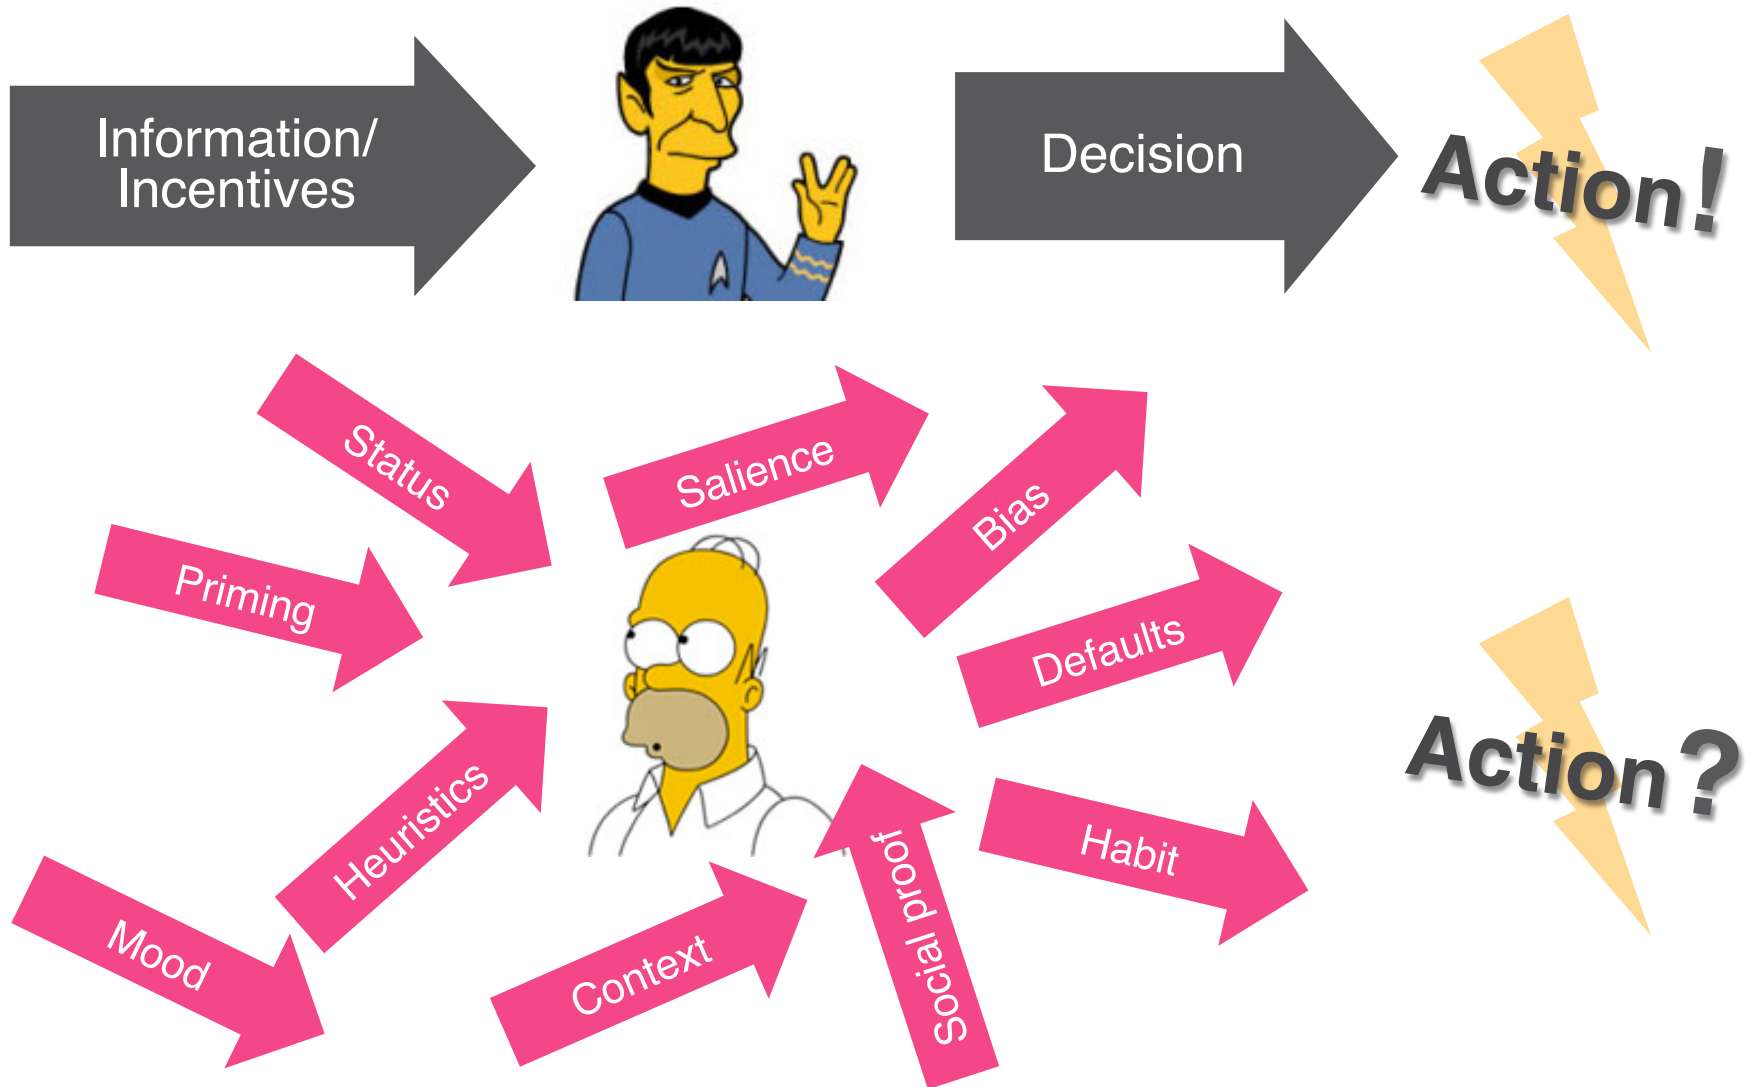 Information/
Incentives
Decision
Action!
Status
Salience
Bias
Priming
Defaults
Heuristics
Habit
Action?
Mood
Context
Social proof